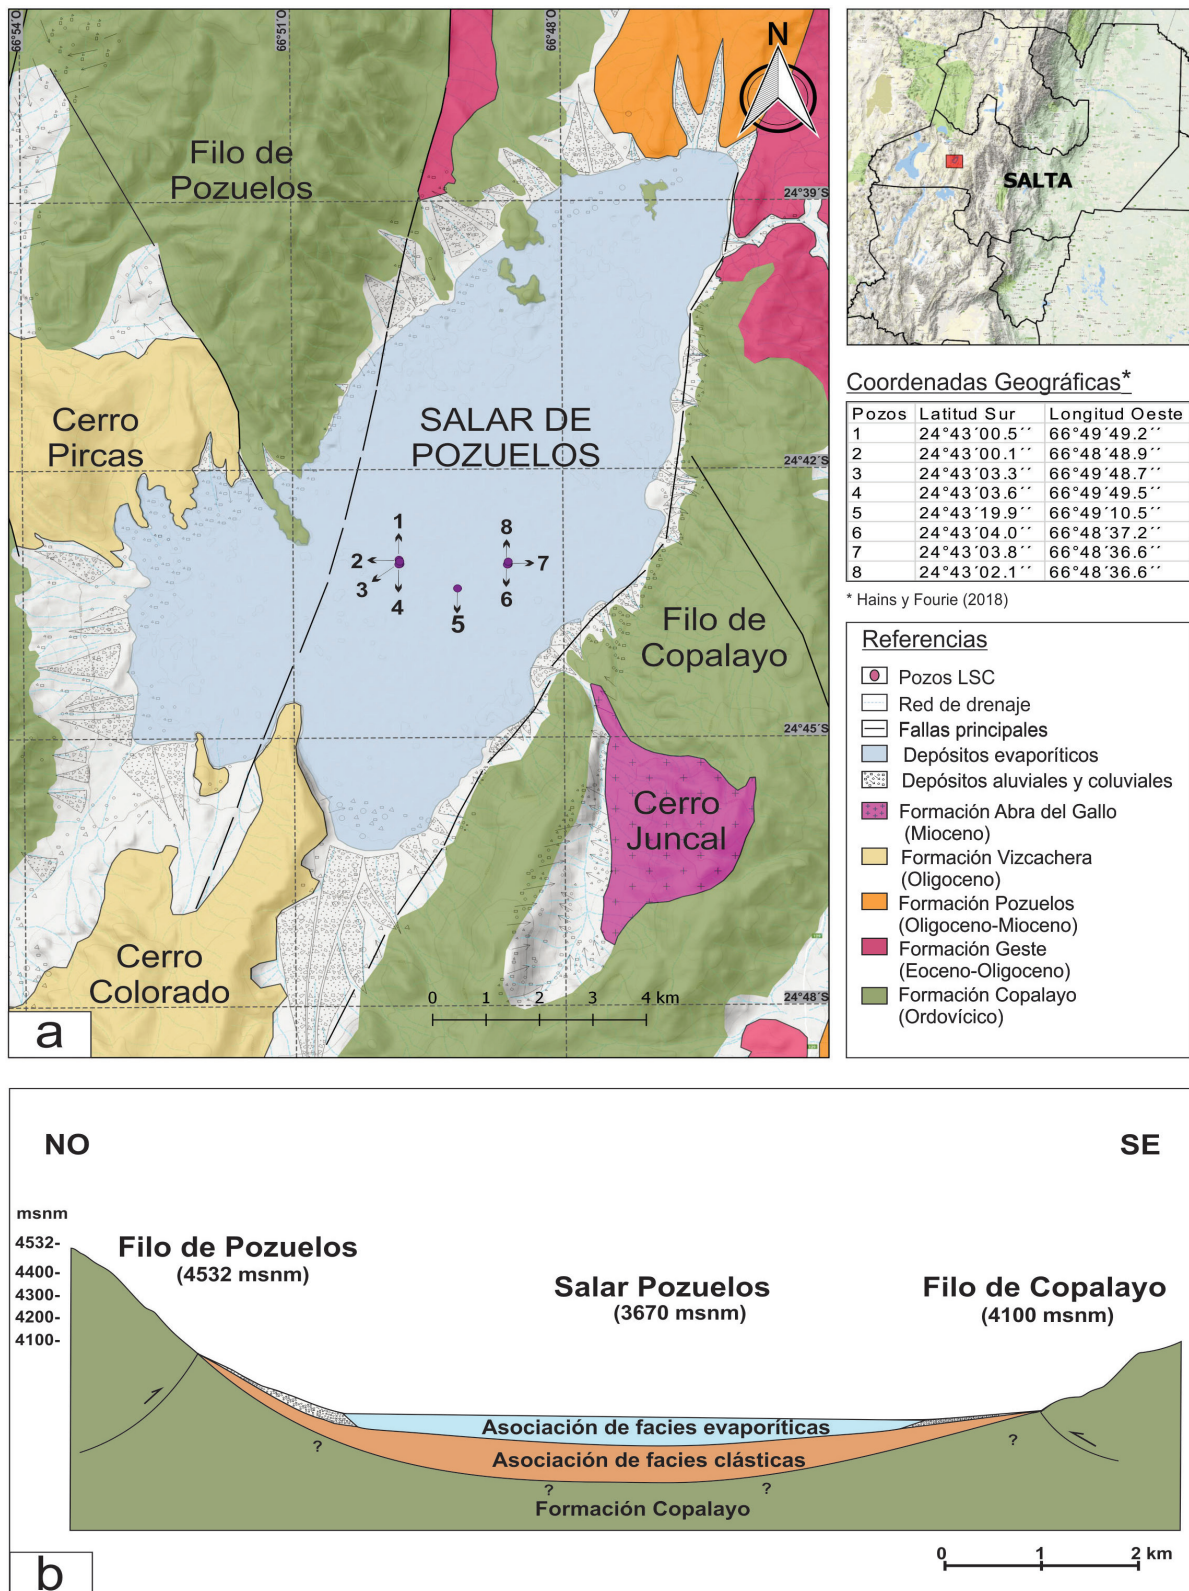 66°54´O
66°51´O
66°48´O
N
Filo de
Pozuelos
24°39´S
Cerro
Pircas
SALAR DE
POZUELOS
24°42´S
1
8
2
7
3
4
6
5
Filo de
Copalayo
24°45´S
Cerro
Juncal
Cerro
Colorado
0 1 2 3 4 km
24°48´S
a
SALTA
Coordenadas Geográficas*
Pozos Latitud Sur Longitud Oeste
1 24°43´00.5´´ 66°49´49.2´´
2 24°43´00.1´´ 66°48´48.9´´
3 24°43´03.3´´ 66°49´48.7´´
4 24°43´03.6´´ 66°49´49.5´´
5 24°43´19.9´´ 66°49´10.5´´
6 24°43´04.0´´ 66°48´37.2´´
7 24°43´03.8´´ 66°48´36.6´´
8 24°43´02.1´´ 66°48´36.6´´
* Hains y Fourie (2018)
Referencias
Pozos LSC
Red de drenaje
Fallas principales
Depósitos evaporíticos
Depósitos aluviales y coluviales
Formación Abra del Gallo
(Mioceno)
Formación Vizcachera
(Oligoceno)
Formación Pozuelos
(Oligoceno-Mioceno)
Formación Geste
(Eoceno-Oligoceno)
Formación Copalayo
(Ordovícico)
NO
SE
msnm
4532-
4400-
4300-
4200-
4100-
Filo de Pozuelos
(4532 msnm)
Salar Pozuelos
(3670 msnm)
Filo de Copalayo
(4100 msnm)
Asociación de facies evaporíticas
Asociación de facies clásticas
?
?
?
?
Formación Copalayo
0 1 2 km
b